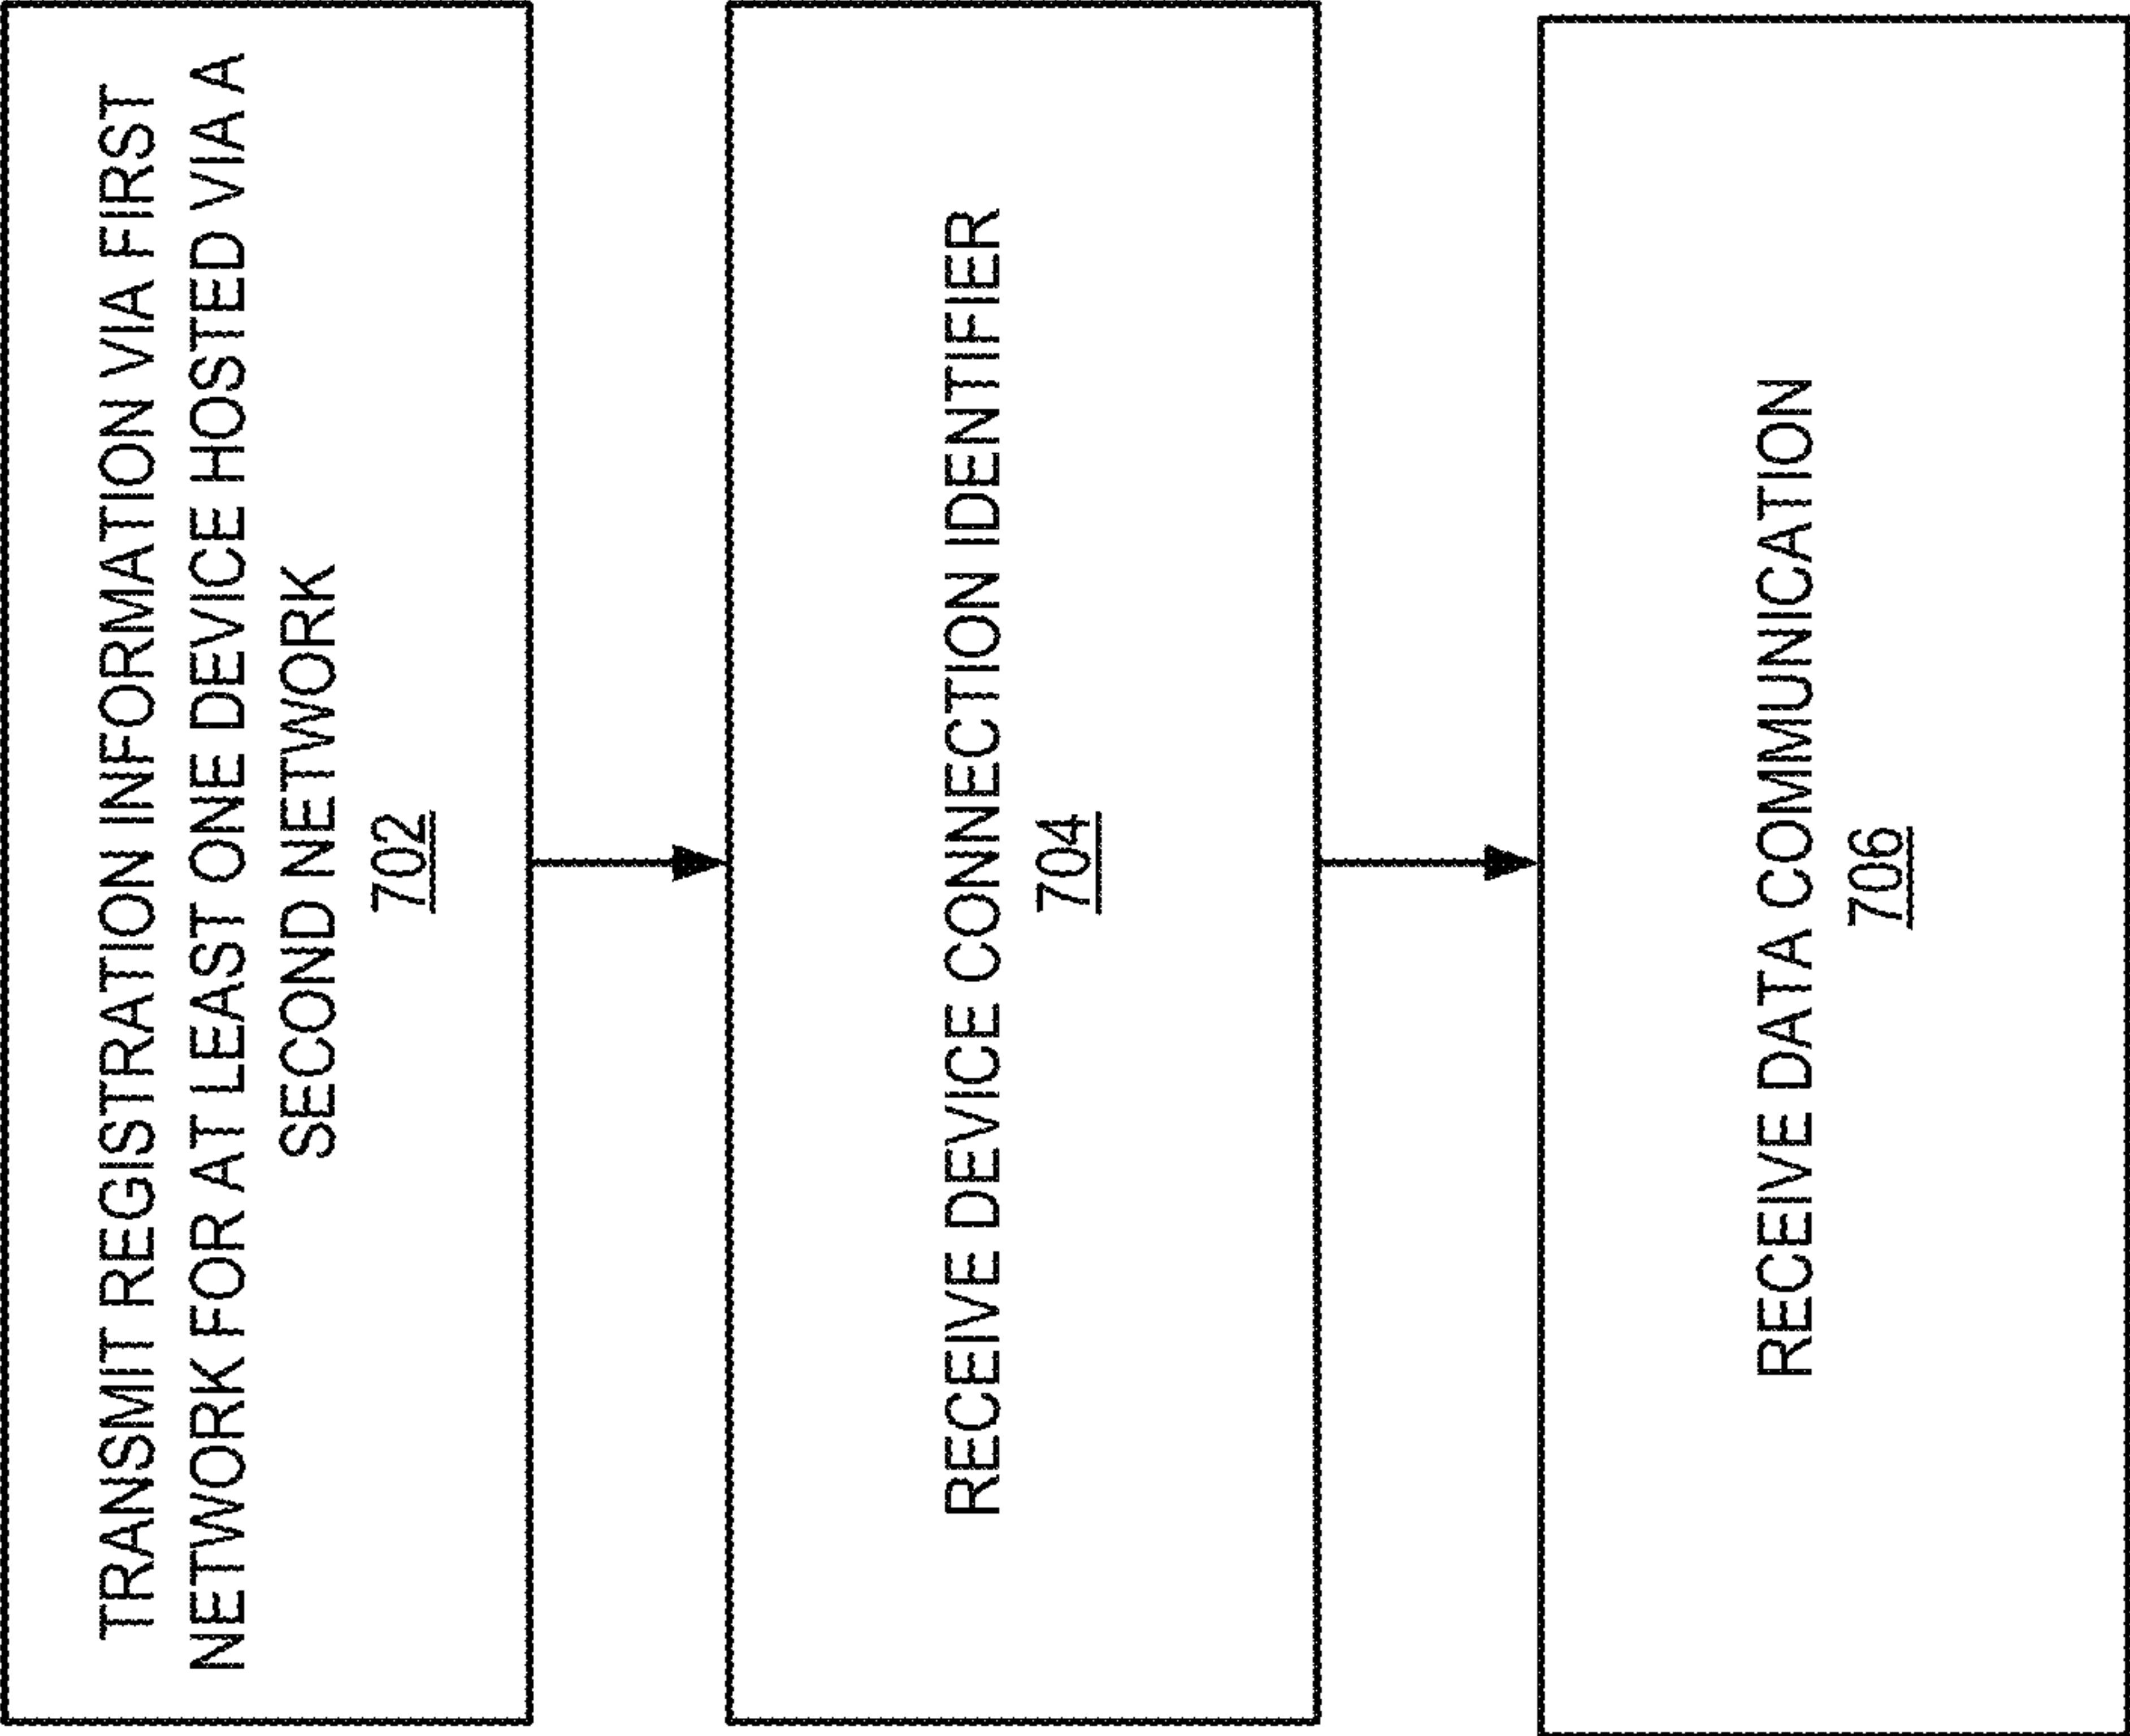 TRANSMIT REGISTRATION INFORMATION VIA FIRST
NETWORK FOR AT LEAST ONE DEVICE HOSTED VIA A
SECOND NETWORK
702
RECEIVE DEVICE CONNECTION IDENTIFIER
704
RECEIVE DATA COMMUNICATION
706